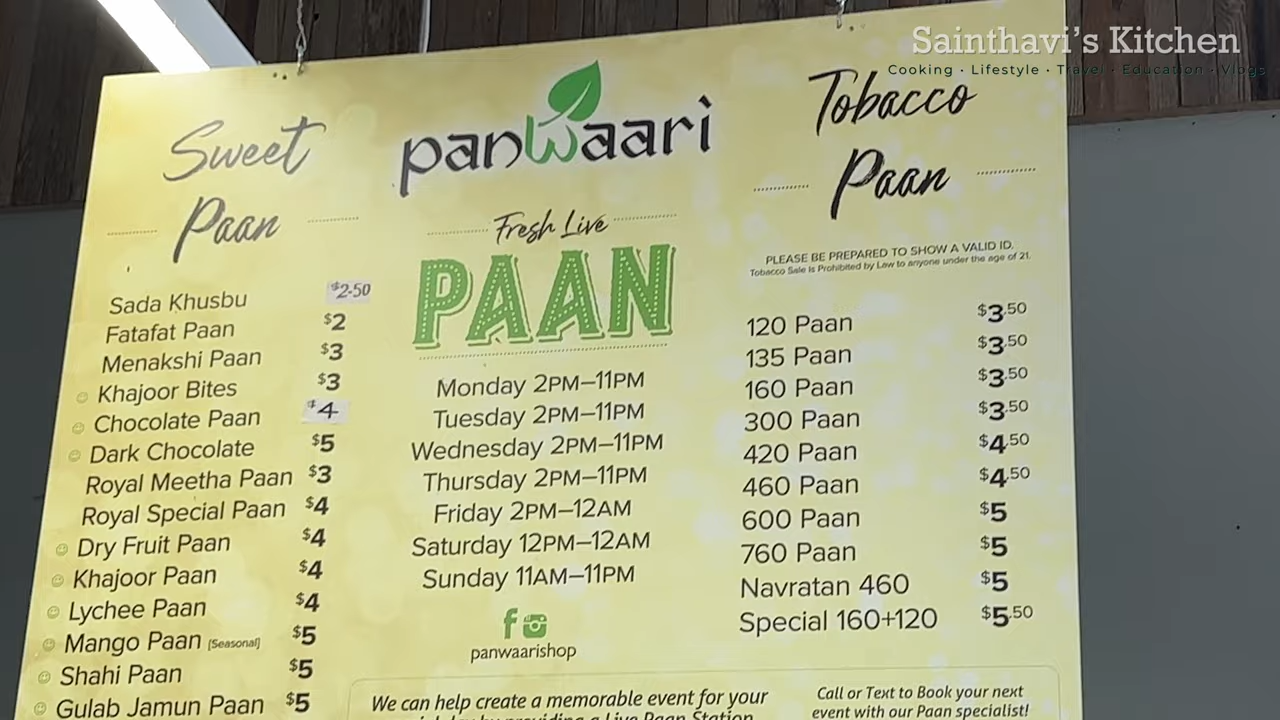 Sainthavi's Kitchen
Cooking • Lifestyle • Travel • Education • Vlogs
Sweet
Paan
Sada Khusbu $2.50
Fatafat Paan $2
Menakshi Paan $3
Khajoor Bites $3
Chocolate Paan $4
Dark Chocolate $5
Royal Meetha Paan $3
Royal Special Paan $4
Dry Fruit Paan $4
Khajoor Paan $4
Lychee Paan $4
Mango Paan [Seasonal] $5
Shahi Paan $5
Gulab Jamun Paan $5
panwaari
Fresh Live
PAAN
Monday 2PM–11PM
Tuesday 2PM–11PM
Wednesday 2PM–11PM
Thursday 2PM–11PM
Friday 2PM–12AM
Saturday 12PM–12AM
Sunday 11AM–11PM
f
panwaarishop
We can help create a memorable event for your
day by providing a Live Paan Station
Tobacco
Paan
PLEASE BE PREPARED TO SHOW A VALID ID.
Tobacco Sale Is Prohibited by Law to anyone under the age of 21.
120 Paan $3.50
135 Paan $3.50
160 Paan $3.50
300 Paan $3.50
420 Paan $4.50
460 Paan $4.50
600 Paan $5
760 Paan $5
Navratan 460 $5
Special 160+120 $5.50
Call or Text to Book your next
event with our Paan specialist!